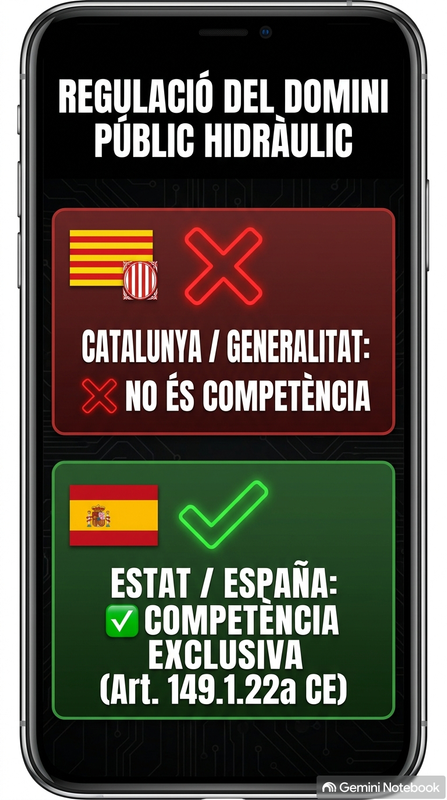 REGULACIÓ DEL DOMINI
PÚBLIC HIDRÀULIC
CATALUNYA / GENERALITAT:
❌ NO ÉS COMPETÈNCIA
ESTAT / ESPAÑA:
✅ COMPETÈNCIA
EXCLUSIVA
(Art. 149.1.22a CE)
Gemini Notebook